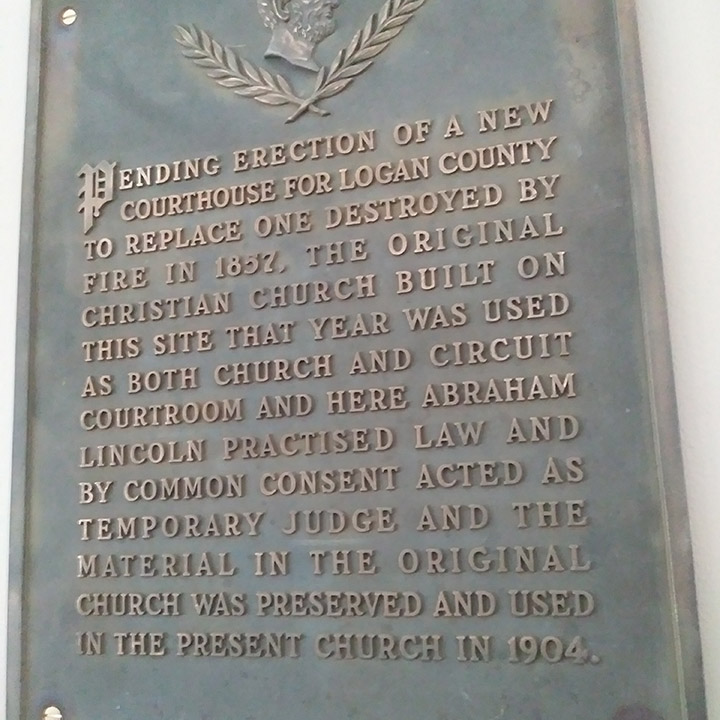 PENDING ERECTION OF A NEW
COURTHOUSE FOR LOGAN COUNTY
TO REPLACE ONE DESTROYED BY
FIRE IN 1857, THE ORIGINAL
CHRISTIAN CHURCH BUILT ON
THIS SITE THAT YEAR WAS USED
AS BOTH CHURCH AND CIRCUIT
COURTROOM AND HERE ABRAHAM
LINCOLN PRACTISED LAW AND
BY COMMON CONSENT ACTED AS
TEMPORARY JUDGE AND THE
MATERIAL IN THE ORIGINAL
CHURCH WAS PRESERVED AND USED
IN THE PRESENT CHURCH IN 1904.